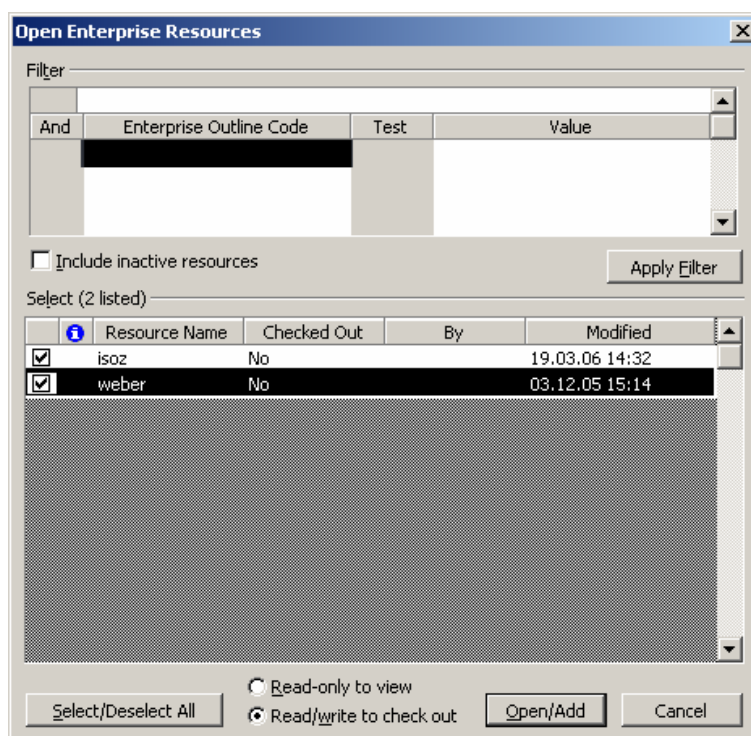 Open Enterprise Resources
Filter
And Enterprise Outline Code Test Value
Include inactive resources
Apply Filter
Select (2 listed)
Resource Name Checked Out By Modified
isoz No 19.03.06 14:32
weber No 03.12.05 15:14
Read-only to view
Select/Deselect All Read/write to check out Open/Add Cancel